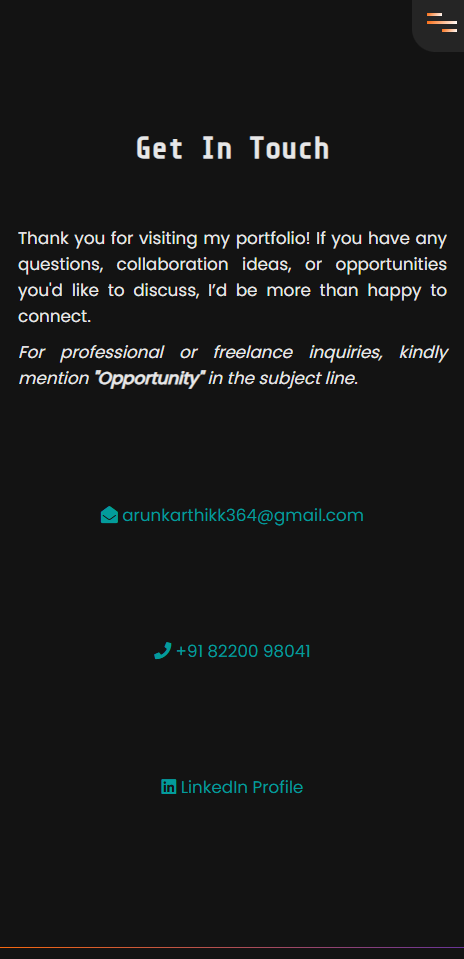 Get In Touch
Thank you for visiting my portfolio! If you have any
questions, collaboration ideas, or opportunities
you'd like to discuss, I’d be more than happy to
connect.
For professional or freelance inquiries, kindly
mention "Opportunity" in the subject line.
arunkarthikk364@gmail.com
+91 82200 98041
LinkedIn Profile